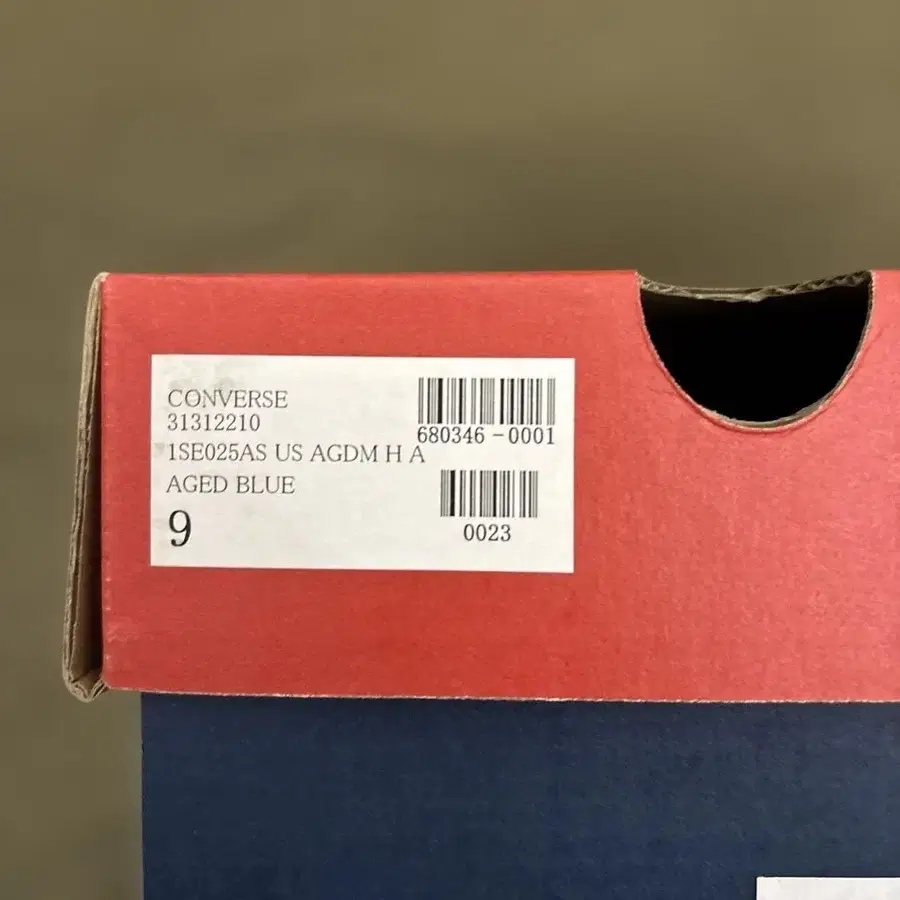 CONVERSE
31312210
1SE025AS US AGDM H A
AGED BLUE
9
680346-0001
0023